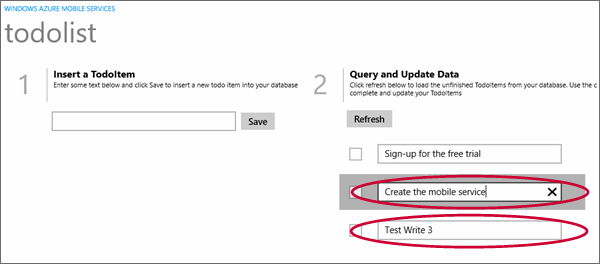 WINDOWS AZURE MOBILE SERVICES
todolist
1
Insert a TodoItem
Enter some text below and click Save to insert a new todo item into your database
Save
2
Query and Update Data
Click refresh below to load the unfinished TodoItems from your database. Use the c
complete and update your TodoItems
Refresh
Sign-up for the free trial
Create the mobile service
Test Write 3